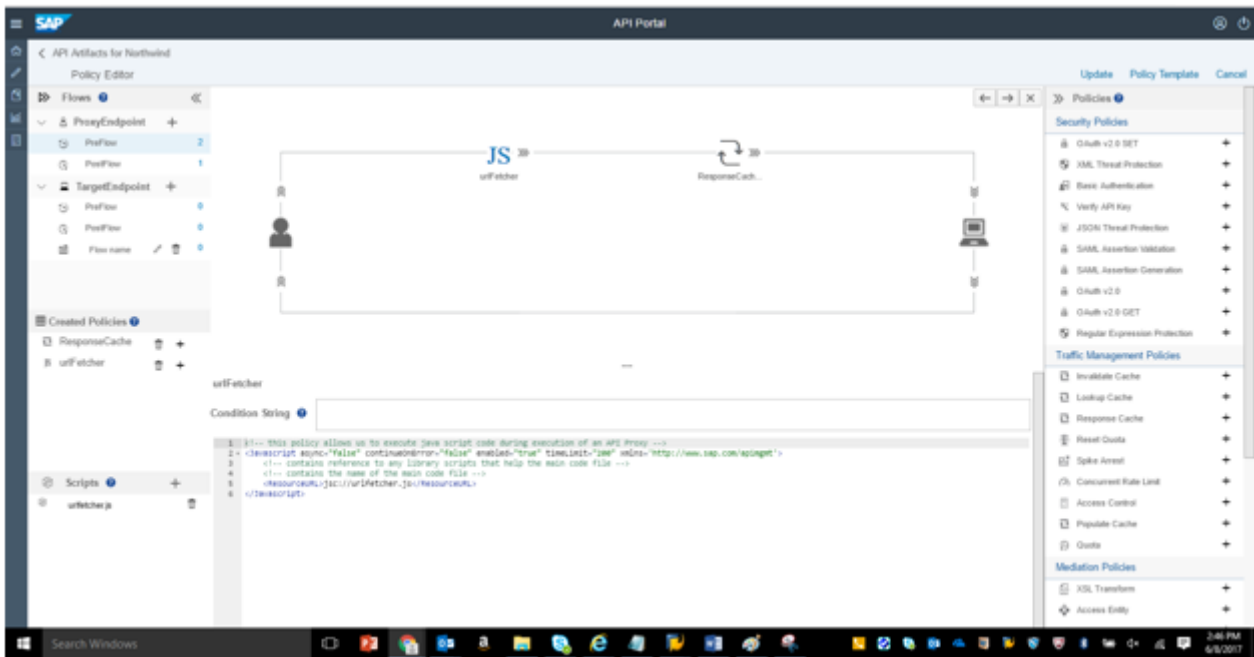 SAP
API Portal
API Artifacts for Northwind
Policy Editor
Update Policy Template Cancel
Flows
ProxyEndpoint
PreFlow 2
PostFlow 1
TargetEndpoint
PreFlow 0
PostFlow 0
Flow name 0
Created Policies
ResponseCache
urlFetcher
Scripts
urlfetcher.js
JS
urlFetcher
ResponseCach...
urlFetcher
Condition String
1 <!-- this policy allows us to execute java script code during execution of an API Proxy -->
2 <Javascript async="false" continueOnError="false" enabled="true" timeLimit="200" xmlns='http://www.sap.com/apimgmt'>
3 <!-- contains reference to any library scripts that help the main code file -->
4 <!-- contains the name of the main code file -->
5 <ResourceURL>jsc://urlfetcher.js</ResourceURL>
6 </Javascript>
Policies
Security Policies
OAuth v2.0 SET
XML Threat Protection
Basic Authentication
Verify API Key
JSON Threat Protection
SAML Assertion Validation
SAML Assertion Generation
OAuth v2.0
OAuth v2.0 GET
Regular Expression Protection
Traffic Management Policies
Invalidate Cache
Lookup Cache
Response Cache
Reset Quota
Spike Arrest
Concurrent Rate Limit
Access Control
Populate Cache
Quota
Mediation Policies
XSL Transform
Access Entity
Search Windows
2:46 PM
6/8/2017